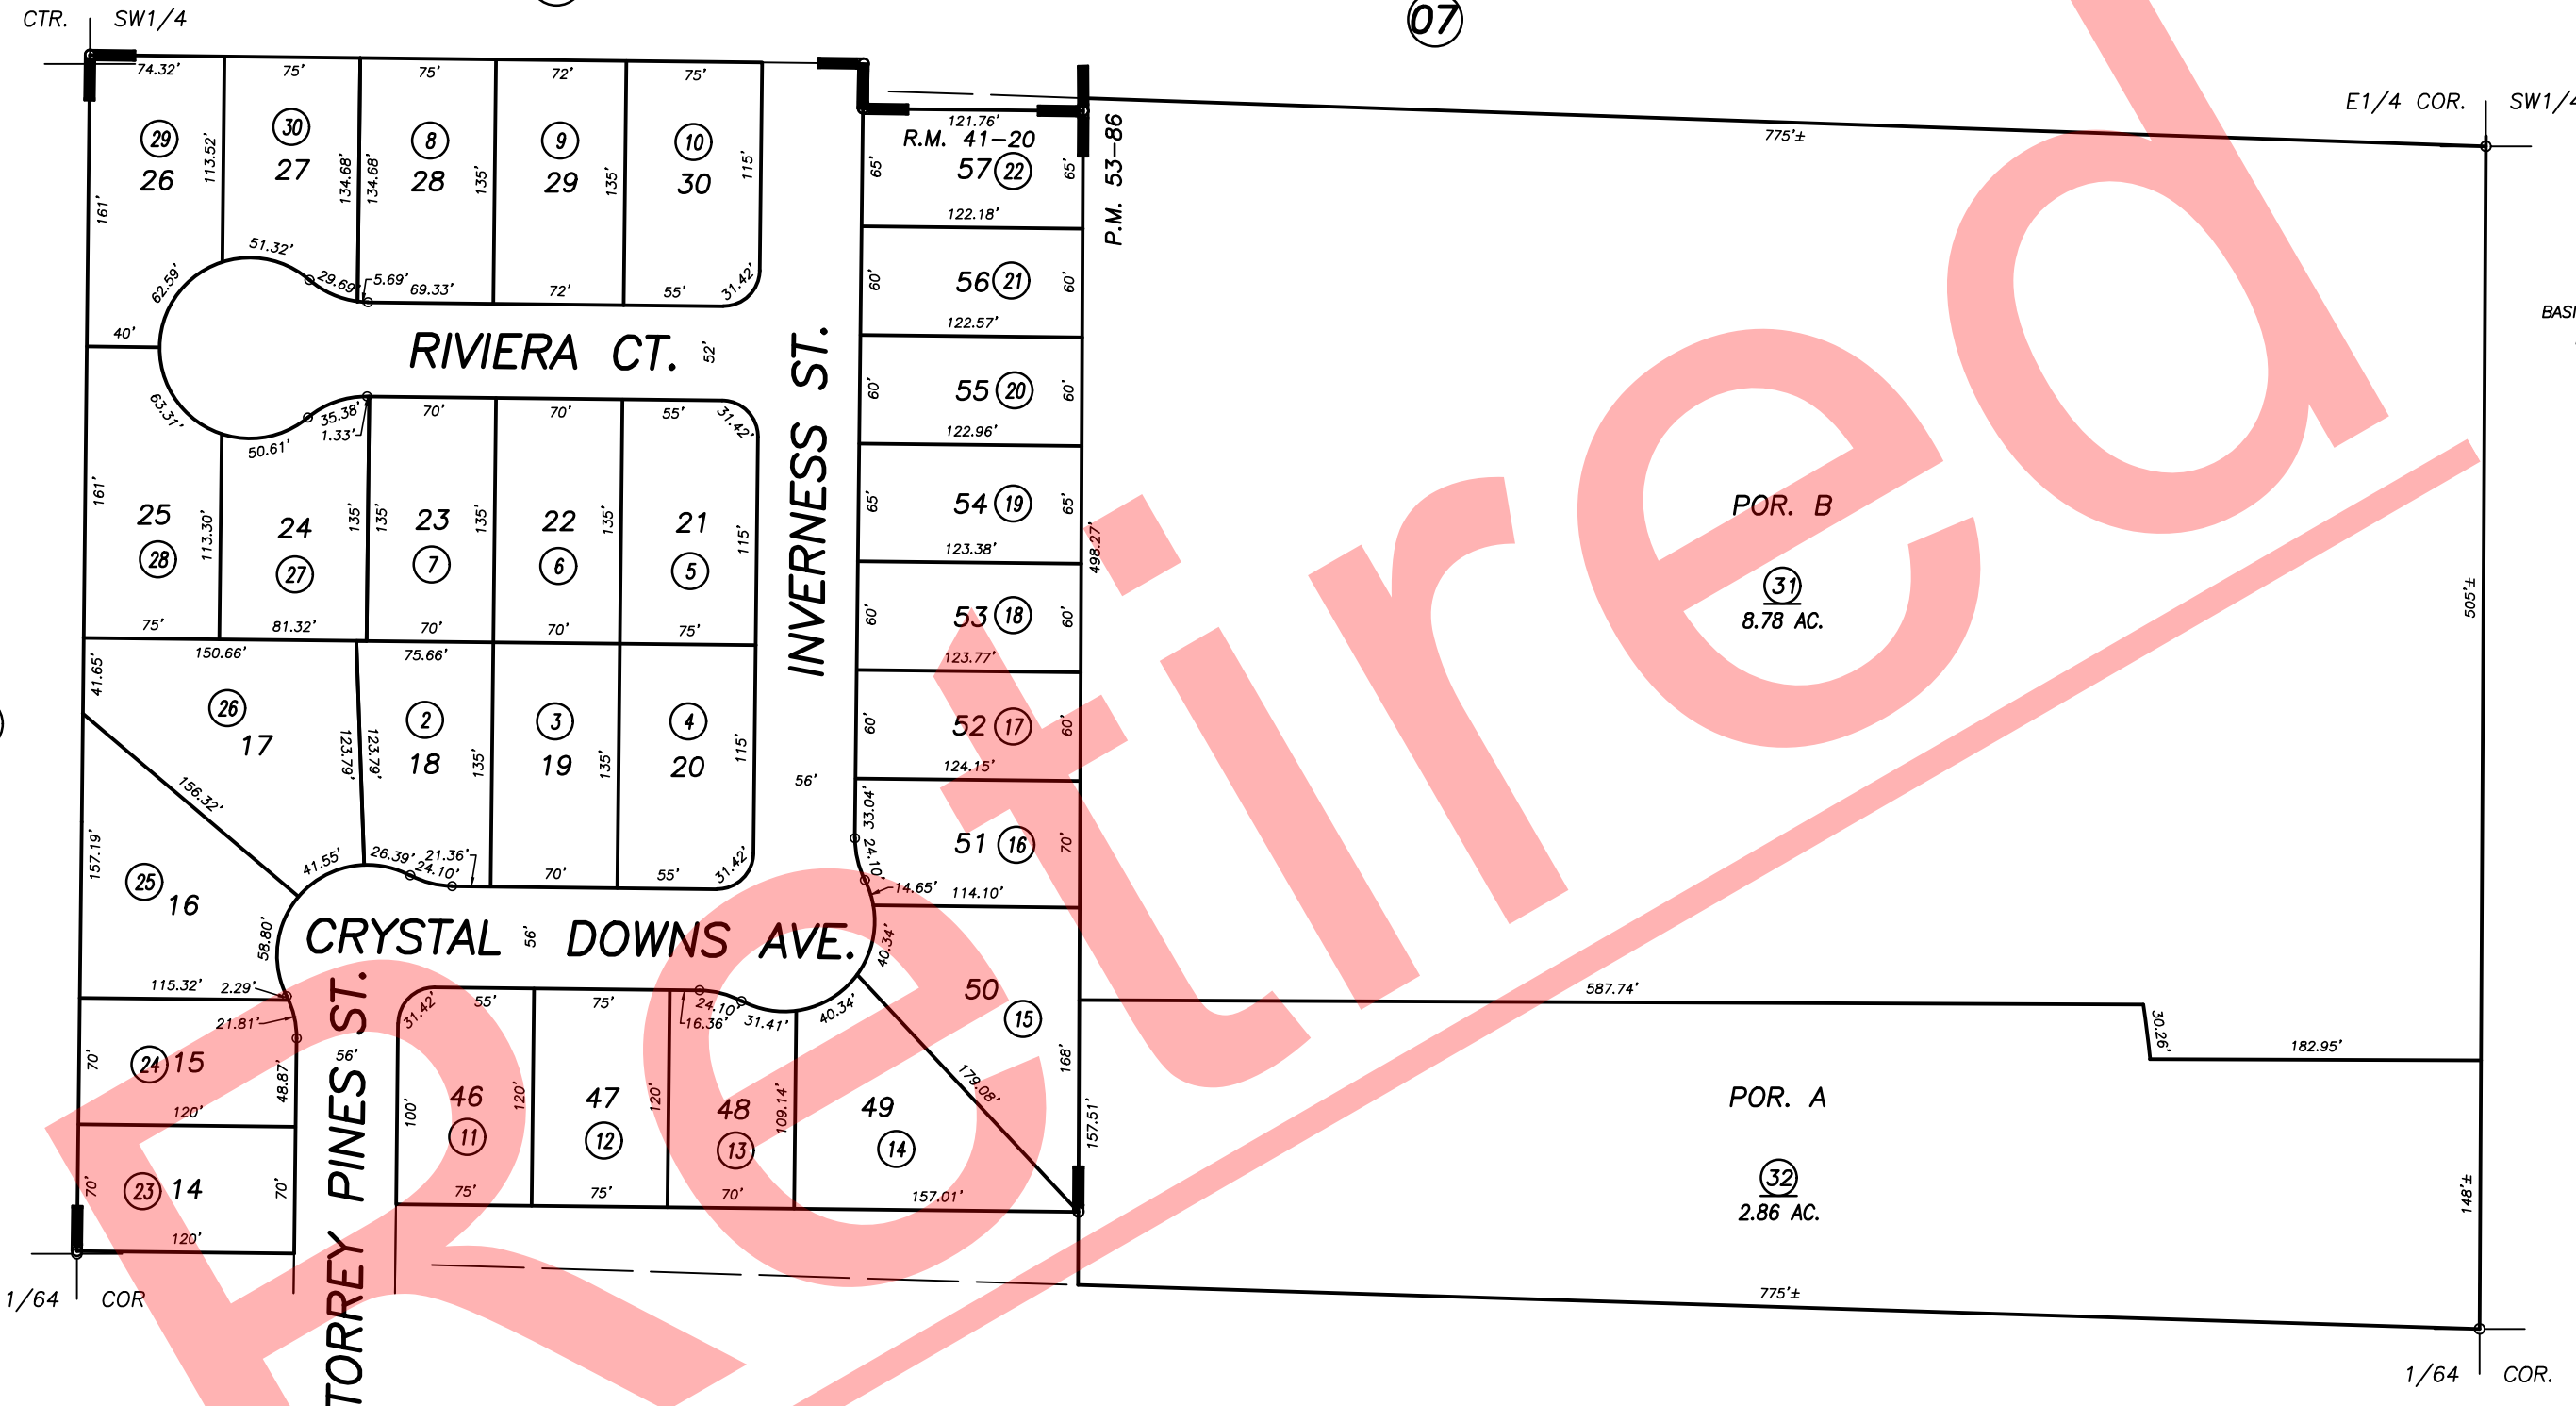 CTR. SW1/4
07
E1/4 COR. SW1/4
74.32' 75' 75' 72' 75'
121.76'
R.M. 41-20
P.M. 53-86
775'±
29 26 113.52' 161'
30 27 134.68'
8 28 134.68' 135'
9 29 135'
10 30 115'
57 22 65' 65'
122.18'
56 21 60' 60'
122.57'
62.59' 51.32' 29.69' 5.69' 69.33' 72' 55' 31.42'
40'
RIVIERA CT. 52'
INVERNESS ST.
56'
55 20 60' 60'
122.96'
63.31' 50.61' 35.38' 1.33' 70' 70' 55' 31.42'
54 19 65' 65'
123.38'
498.27'
25 28 161' 113.30'
24 27 135'
23 7 135' 135'
22 6 135'
21 5 115'
53 18 60' 60'
123.77'
75' 81.32' 70' 70' 75'
150.66' 75.66'
41.65'
26 17 123.79'
2 18 123.79' 135'
3 19 135'
4 20 115'
52 17 60' 60'
124.15'
156.32'
157.19'
25 16
41.55' 26.39' 24.10' 21.36' 70' 55' 31.42'
33.04' 24.10' 14.65'
51 16 70'
114.10'
58.80'
CRYSTAL DOWNS AVE. 56'
40.34'
115.32' 2.29'
21.81'
31.42' 55' 75' 16.36' 24.10' 31.41' 40.34'
50 15 168'
179.08'
24 15 70' 48.87'
120'
23 14 70' 70'
120'
TORREY PINES ST. 56'
46 11 100' 120'
47 12 120'
48 13 109.14'
49 14
75' 75' 70' 157.01'
157.51'
POR. B
31
8.78 AC.
505'±
587.74'
30.26'
182.95'
POR. A
32
2.86 AC.
148'±
775'±
1/64 COR
1/64 COR.
Retired